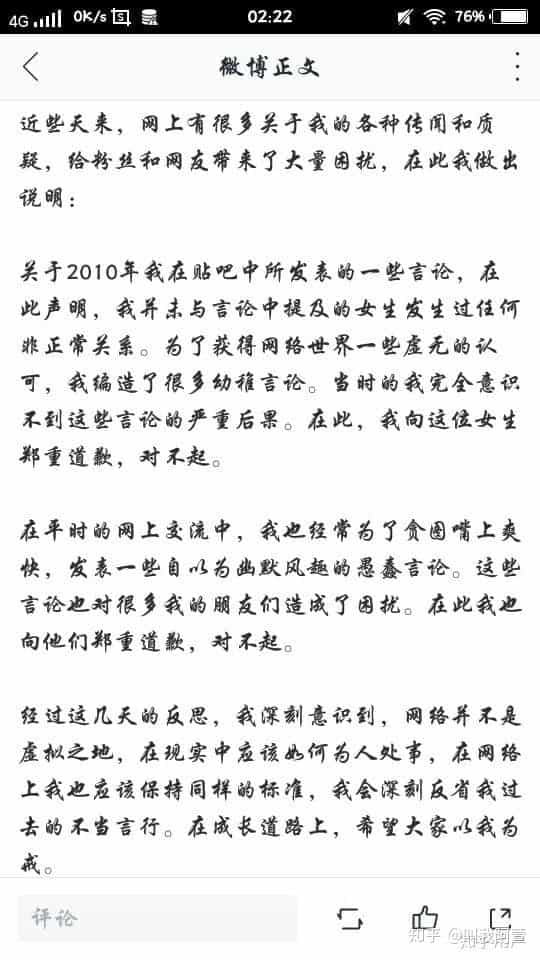 4G 0K/s 02:22 76%
微博正文
近些天来，网上有很多关于我的各种传闻和质
疑，给粉丝和网友带来了大量困扰，在此我做出
说明：
关于2010年我在贴吧中所发表的一些言论，在
此声明，我并未与言论中提及的女生发生过任何
非正常关系。为了获得网络世界一些虚无的认
可，我编造了很多幼稚言论。当时的我完全意识
不到这些言论的严重后果。在此，我向这位女生
郑重道歉，对不起。
在平时的网上交流中，我也经常为了贪图嘴上爽
快，发表一些自以为幽默风趣的愚蠢言论。这些
言论也对很多我的朋友们造成了困扰。在此我也
向他们郑重道歉，对不起。
经过这几天的反思，我深刻意识到，网络并不是
虚拟之地，在现实中应该如何为人处事，在网络
上我也应该保持同样的标准，我会深刻反省我过
去的不当言行。在成长道路上，希望大家以我为
戒。
评论
知乎